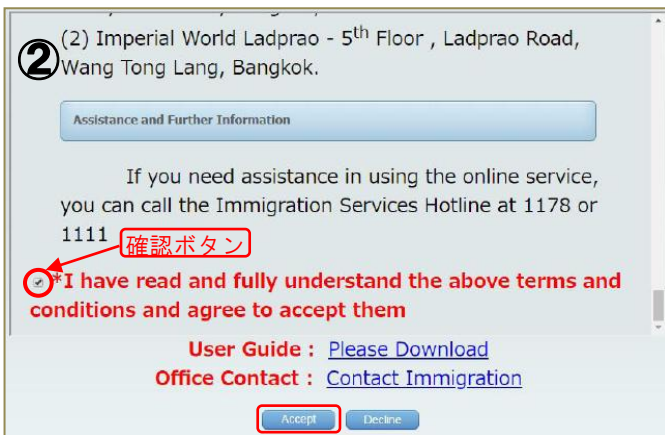 ②
(2) Imperial World Ladprao - 5th Floor , Ladprao Road,
Wang Tong Lang, Bangkok.
Assistance and Further Information
If you need assistance in using the online service,
you can call the Immigration Services Hotline at 1178 or
1111
確認ボタン
*I have read and fully understand the above terms and
conditions and agree to accept them
User Guide : Please Download
Office Contact : Contact Immigration
Accept Decline